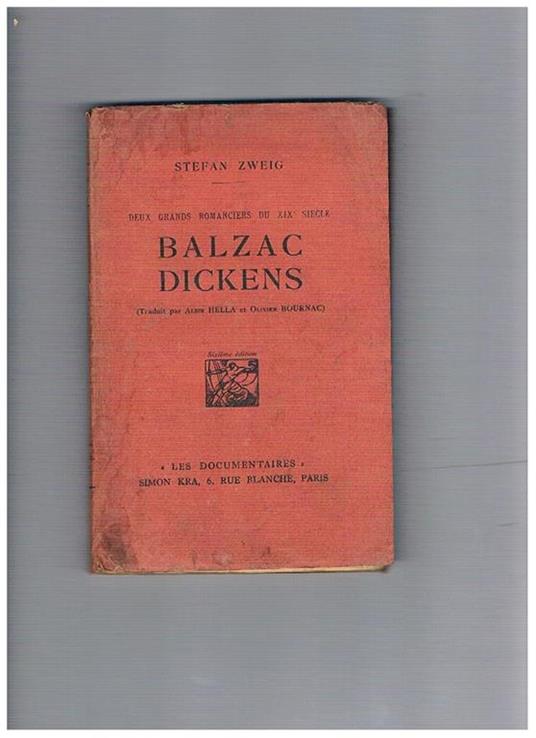 STEFAN ZWEIG
DEUX GRANDS ROMANCIERS DU XIXᵉ SIÈCLE
BALZAC
DICKENS
(Traduit par Alzir HELLA et Olivier BOURNAC)
Sixième édition
« LES DOCUMENTAIRES »
SIMON KRA, 6, RUE BLANCHE, PARIS